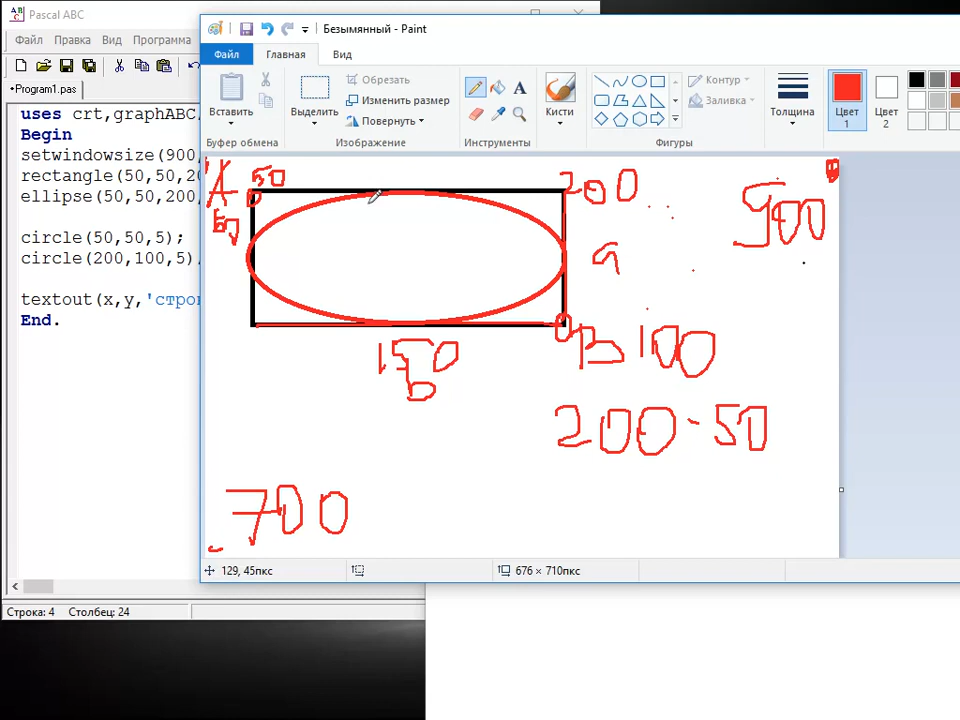 Pascal ABC
Файл Правка Вид Программа
•Program1.pas
uses crt,graphABC
Begin
setwindowsize(900,
rectangle(50,50,20
ellipse(50,50,200,
circle(50,50,5);
circle(200,100,5)
textout(x,y,'стро
End.
Строка: 4 Столбец: 24
Безымянный - Paint
Файл Главная Вид
Вставить
Буфер обмена
Выделить
Обрезать
Изменить размер
Повернуть
Изображение
Инструменты
Кисти
Контур
Заливка
Фигуры
Толщина
Цвет 1
Цвет 2
A 50
200
900
50
a
150
b
B 100
200-50
700
129, 45пкс
676 × 710пкс